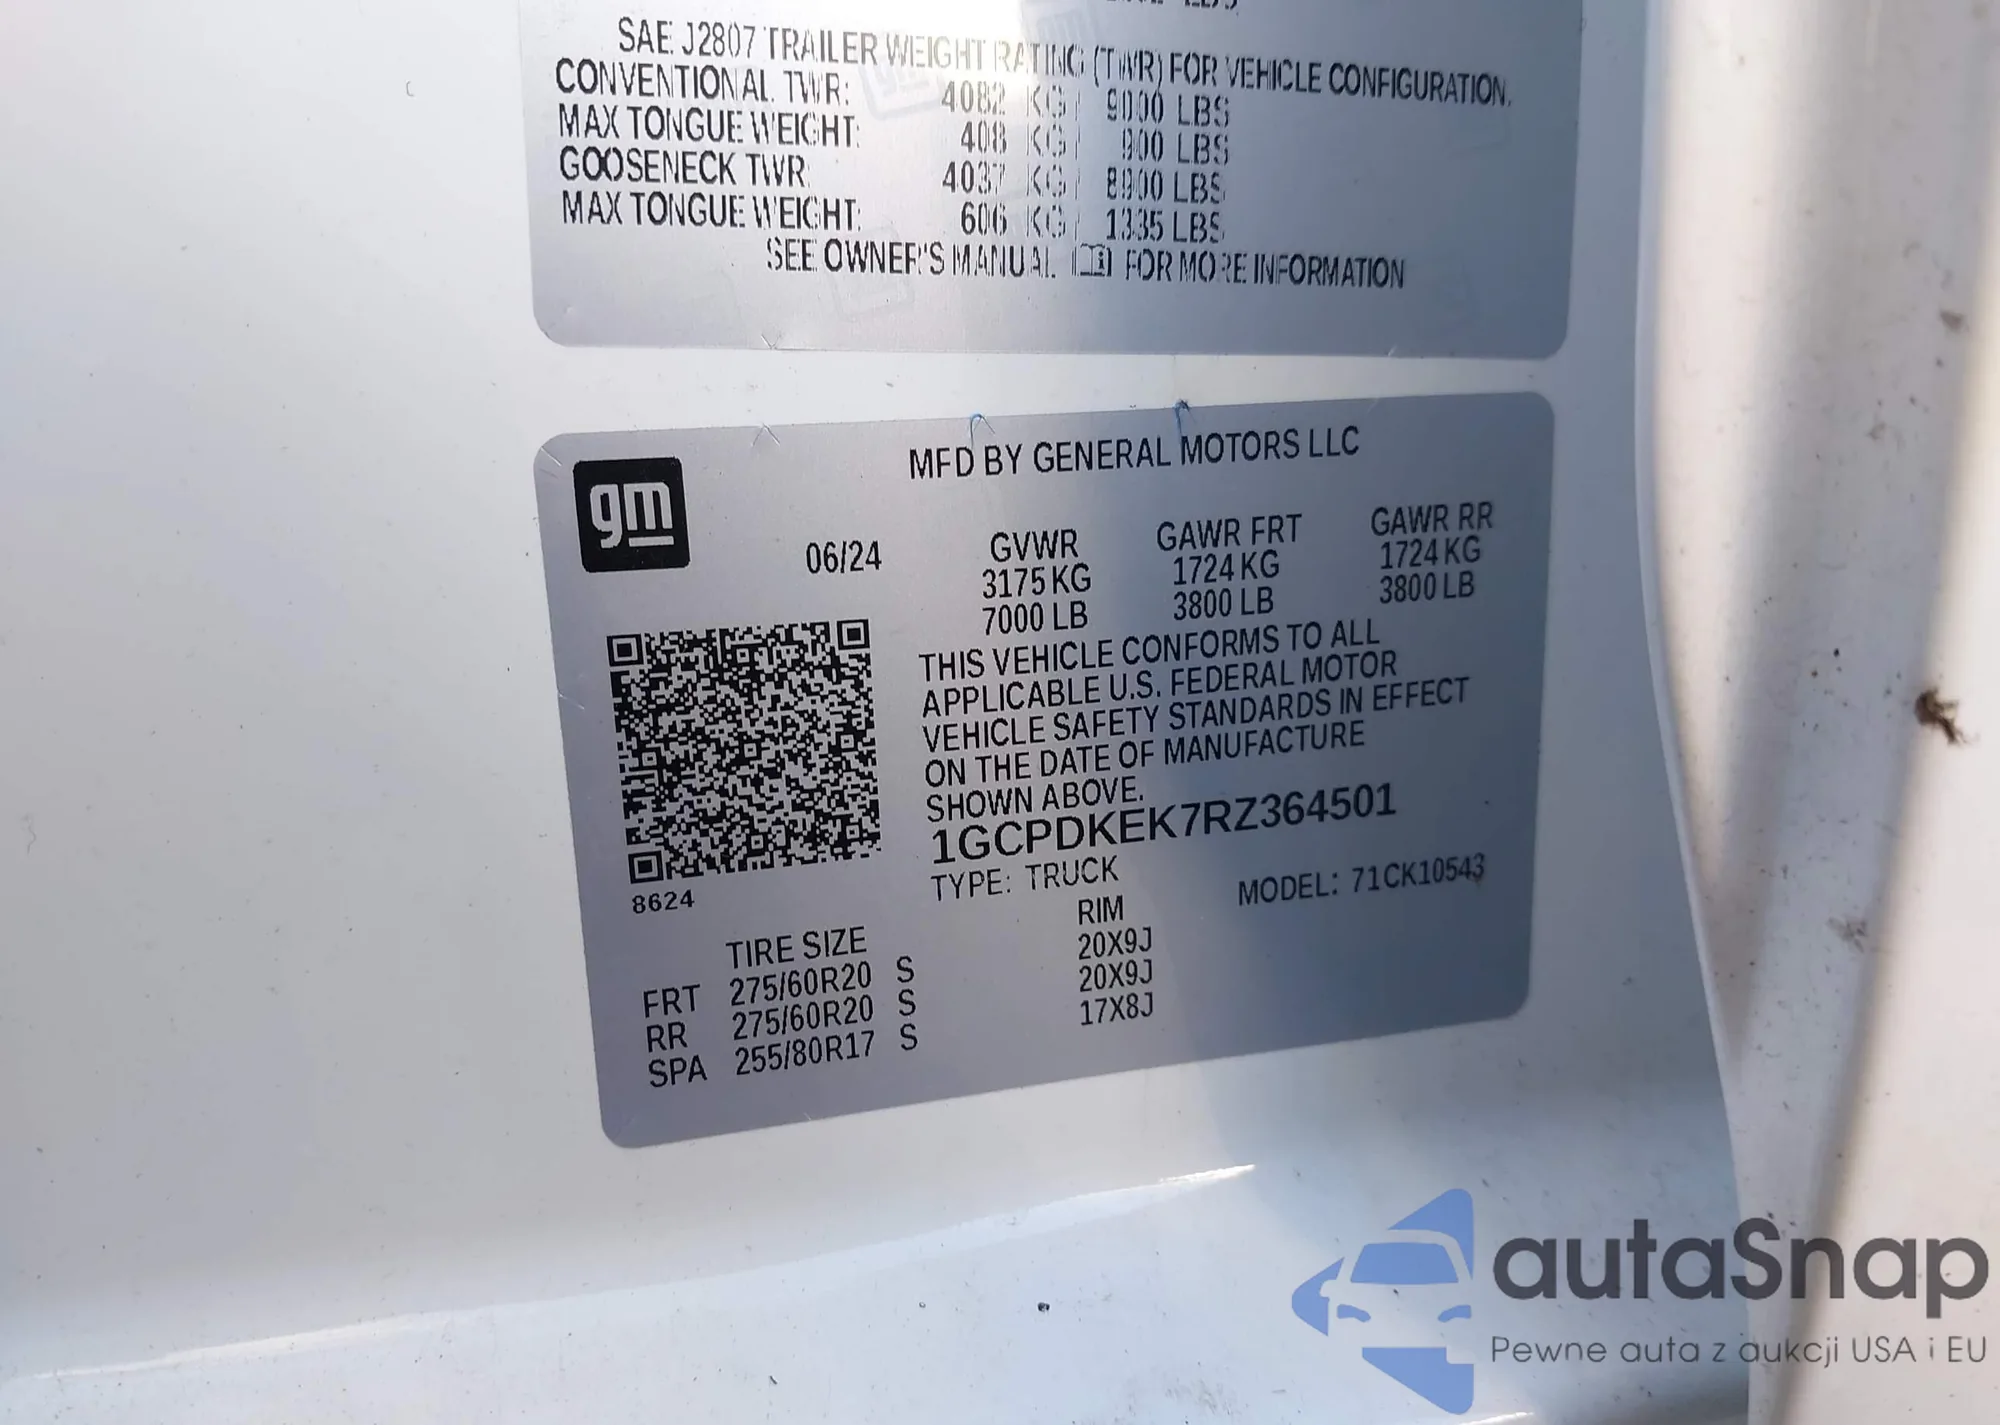 SAE J2807 TRAILER WEIGHT RATING (TWR) FOR VEHICLE CONFIGURATION.
CONVENTIONAL TWR: 4082 KG / 9000 LBS
MAX TONGUE WEIGHT: 408 KG / 900 LBS
GOOSENECK TWR: 4037 KG / 8900 LBS
MAX TONGUE WEIGHT: 606 KG / 1335 LBS
SEE OWNER'S MANUAL FOR MORE INFORMATION
gm
MFD BY GENERAL MOTORS LLC
06/24 GVWR GAWR FRT GAWR RR
3175 KG 1724 KG 1724 KG
7000 LB 3800 LB 3800 LB
THIS VEHICLE CONFORMS TO ALL
APPLICABLE U.S. FEDERAL MOTOR
VEHICLE SAFETY STANDARDS IN EFFECT
ON THE DATE OF MANUFACTURE
SHOWN ABOVE.
1GCPDKEK7RZ364501
TYPE: TRUCK MODEL: 71CK10543
8624
TIRE SIZE RIM
FRT 275/60R20 S 20X9J
RR 275/60R20 S 20X9J
SPA 255/80R17 S 17X8J
autaSnap
Pewne auta z aukcji USA i EU